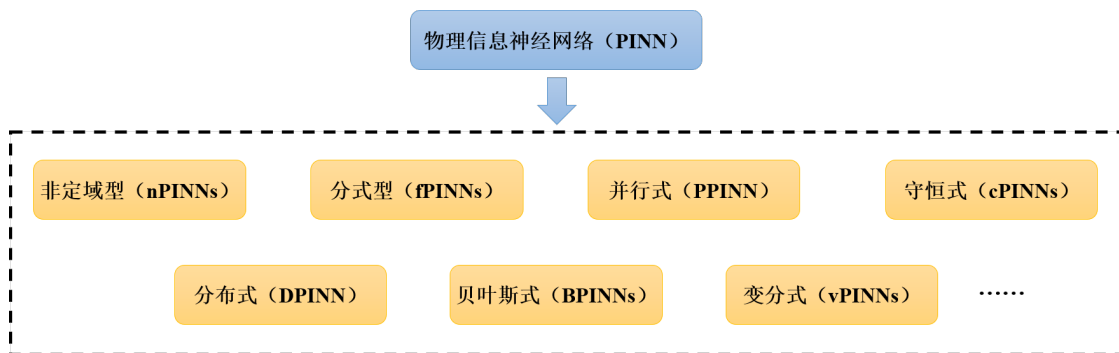 物理信息神经网络（PINN）
非定域型（nPINNs）
分式型（fPINNs）
并行式（PPINN）
守恒式（cPINNs）
分布式（DPINN）
贝叶斯式（BPINNs）
变分式（vPINNs）
……